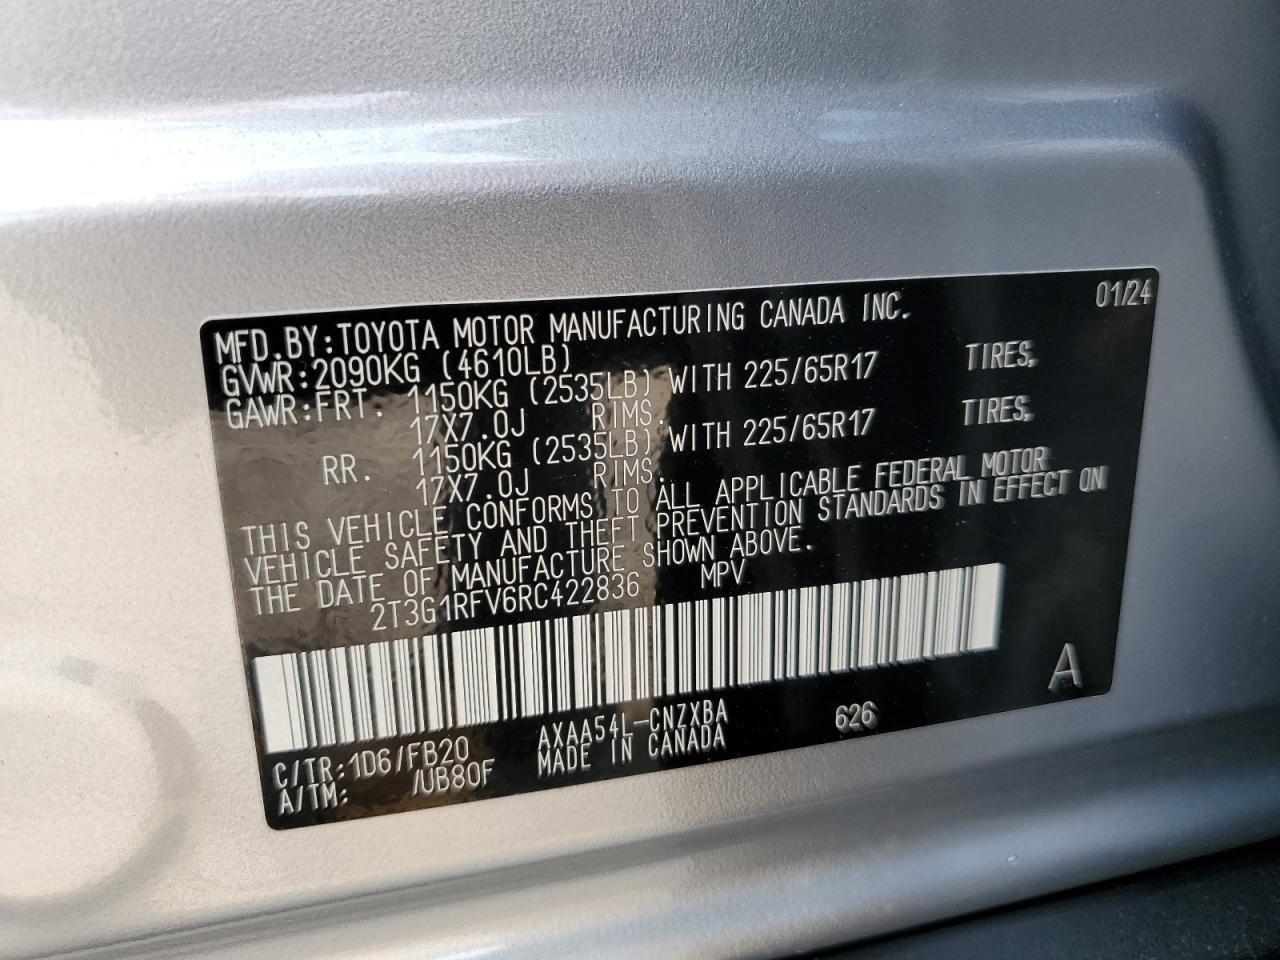 01/24
MFD.BY:TOYOTA MOTOR MANUFACTURING CANADA INC.
GVWR:2090KG (4610LB)
GAWR:FRT. 1150KG (2535LB) WITH 225/65R17 TIRES,
17X7.0J RIMS.
RR. 1150KG (2535LB) WITH 225/65R17 TIRES,
17X7.0J RIMS.
THIS VEHICLE CONFORMS TO ALL APPLICABLE FEDERAL MOTOR
VEHICLE SAFETY AND THEFT PREVENTION STANDARDS IN EFFECT ON
THE DATE OF MANUFACTURE SHOWN ABOVE.
2T3G1RFV6RC422836 MPV
A
C/TR:1D6/FB20 AXAA54L-CNZXBA 626
A/TM: /UB80F MADE IN CANADA